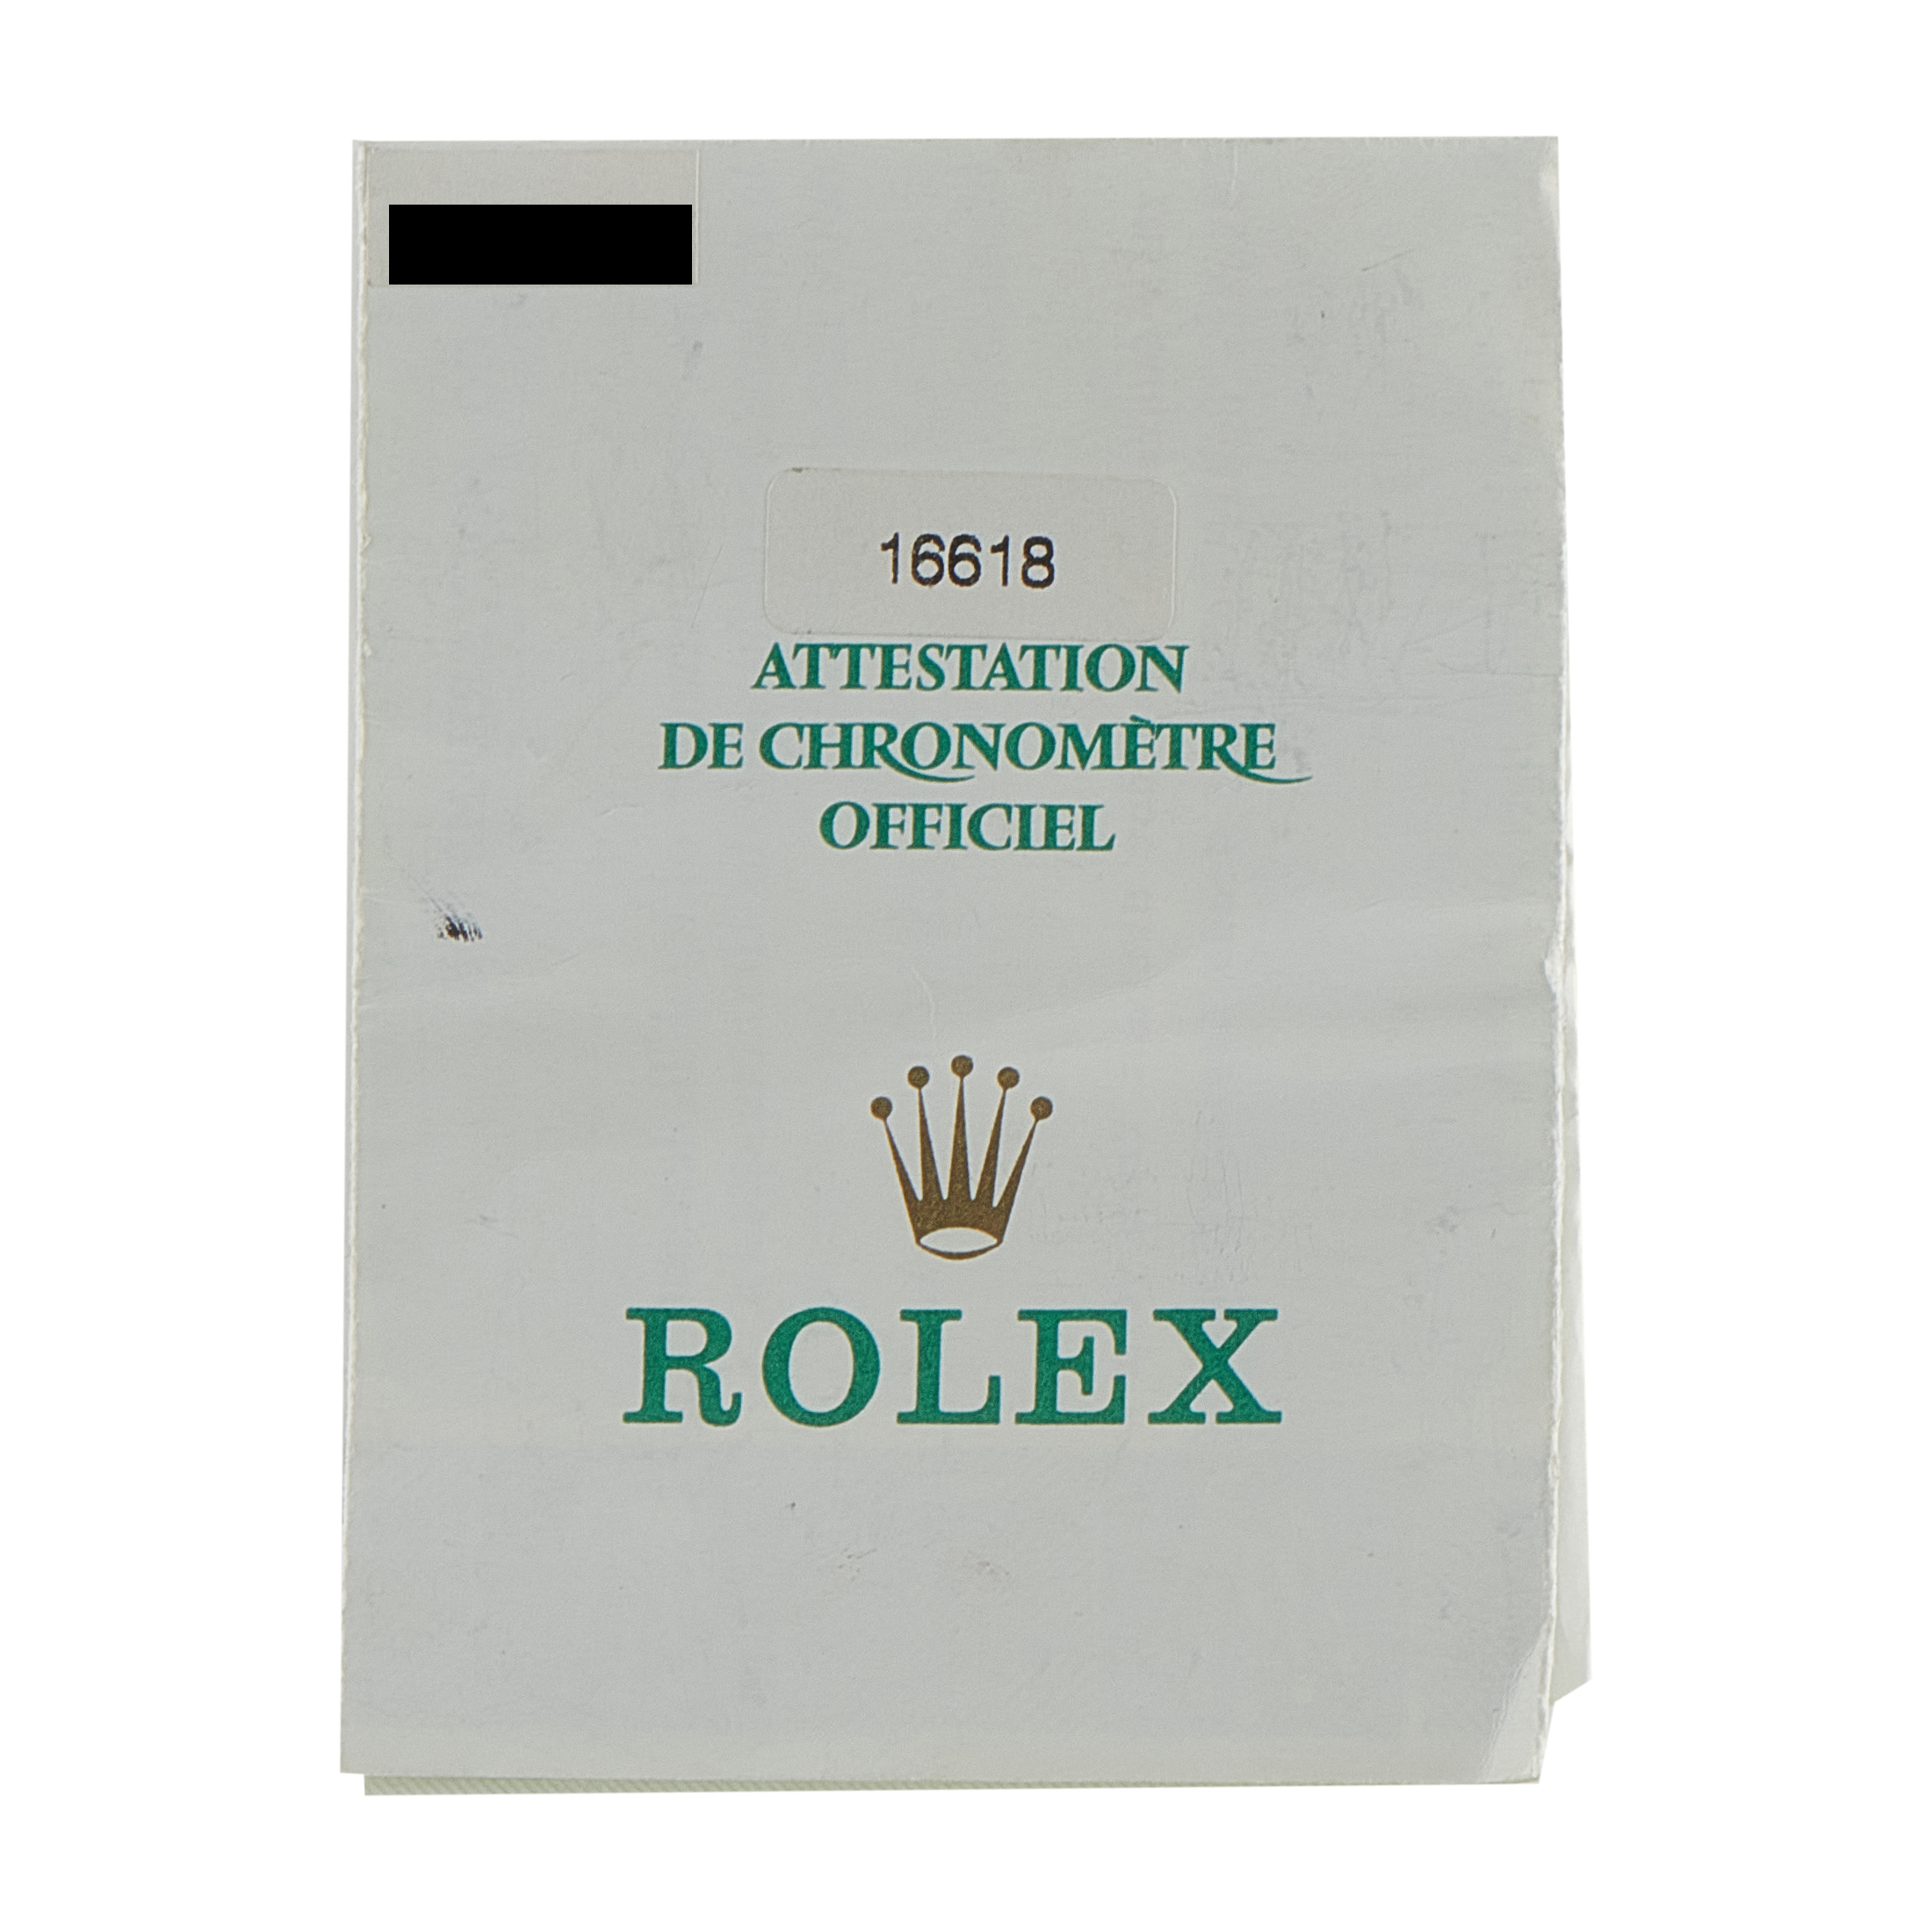 16618
ATTESTATION
DE CHRONOMÈTRE
OFFICIEL
ROLEX